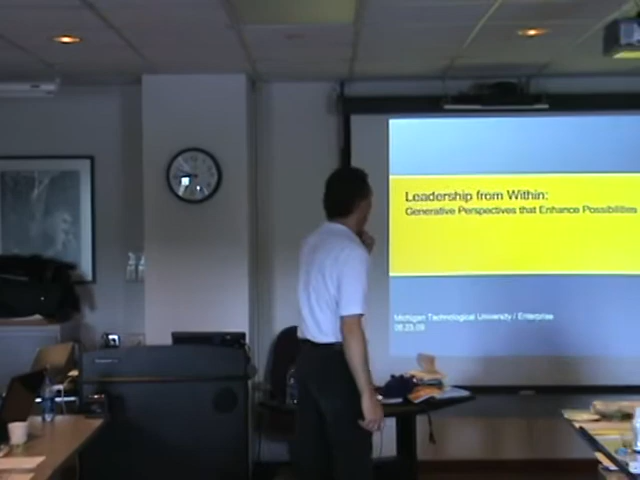 Leadership from Within:
Generative Perspectives that Enhance Possibilities
Michigan Technological University / Enterprise
08.23.09